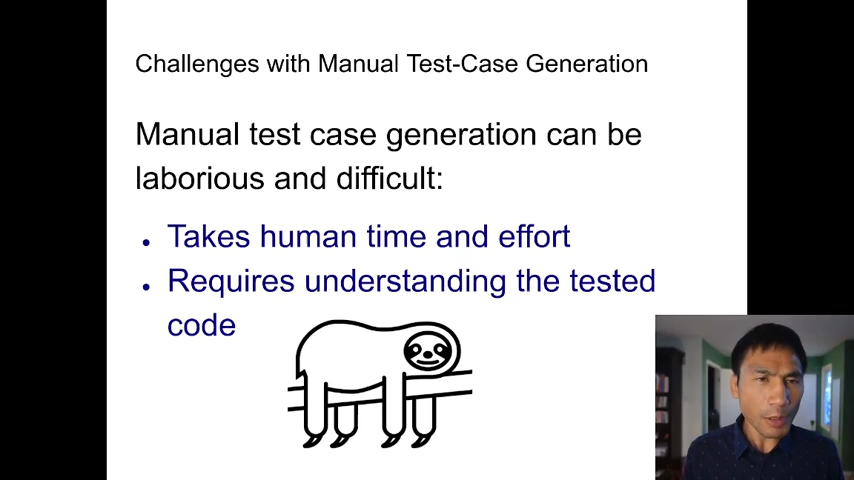 Challenges with Manual Test-Case Generation
Manual test case generation can be
laborious and difficult:
• Takes human time and effort
• Requires understanding the tested
code